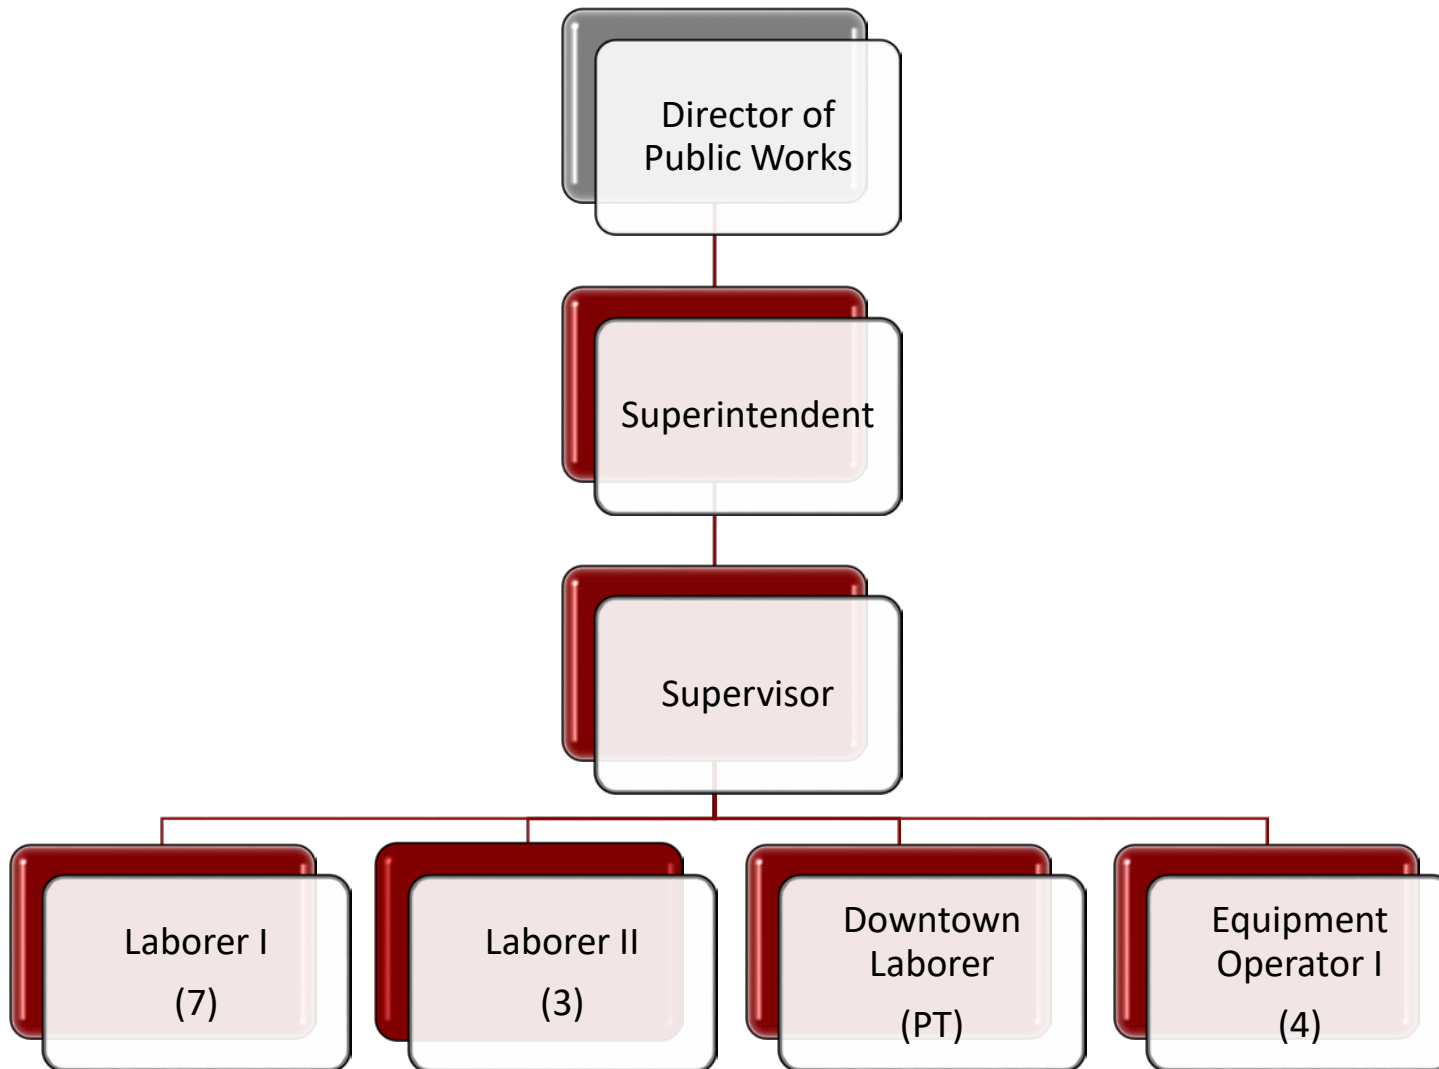 Director of
Public Works
Superintendent
Supervisor
Laborer I
(7)
Laborer II
(3)
Downtown
Laborer
(PT)
Equipment
Operator I
(4)